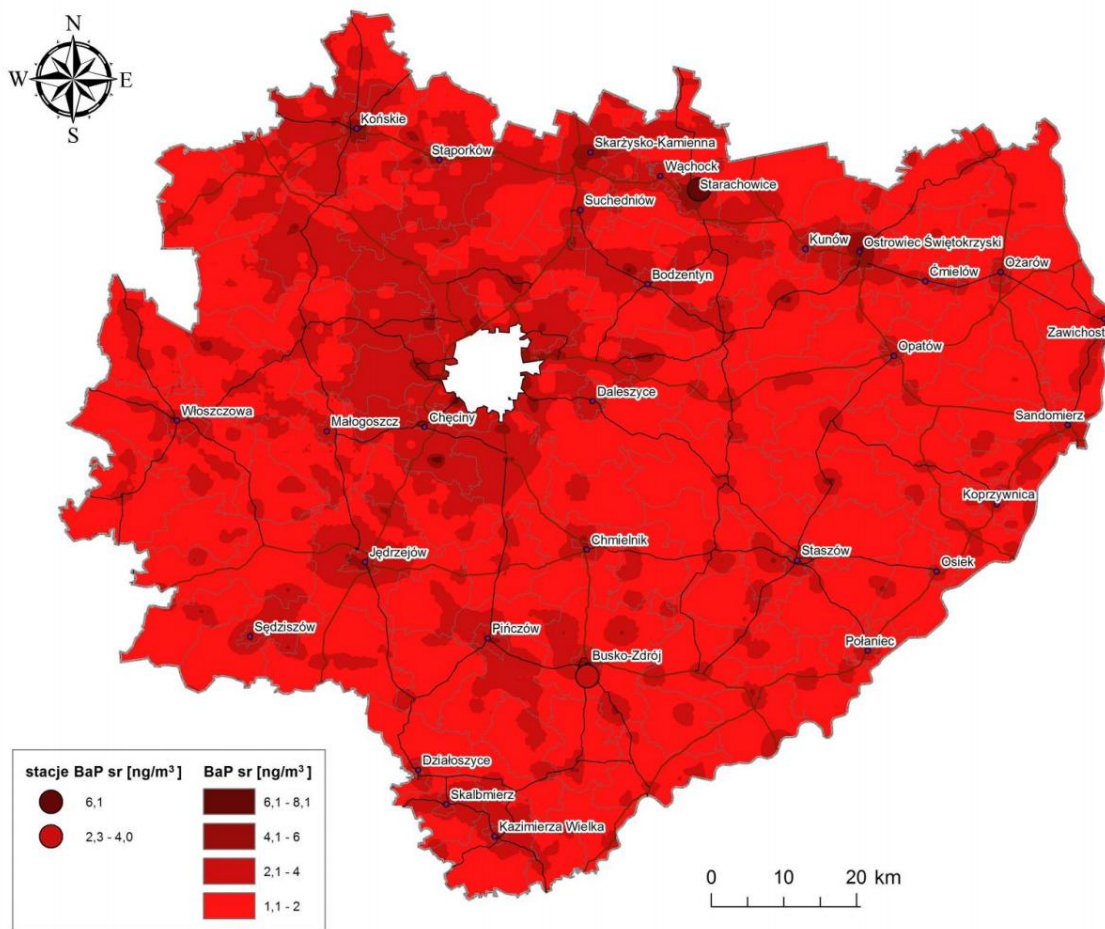 N
W
E
S
Końskie
Stąporków
Skarżysko-Kamienna
Wąchock
Starachowice
Suchedniów
Kunów
Ostrowiec Świętokrzyski
Bodzentyn
Ćmielów
Ożarów
Zawichost
Opatów
Daleszyce
Włoszczowa
Małogoszcz
Chęciny
Sandomierz
Koprzywnica
Jędrzejów
Chmielnik
Staszów
Osiek
Sędziszów
Pińczów
Połaniec
Busko-Zdrój
Działoszyce
Skalbmierz
Kazimierza Wielka
stacje BaP sr [ng/m³]
6,1
2,3 - 4,0
BaP sr [ng/m³]
6,1 - 8,1
4,1 - 6
2,1 - 4
1,1 - 2
0 10 20 km